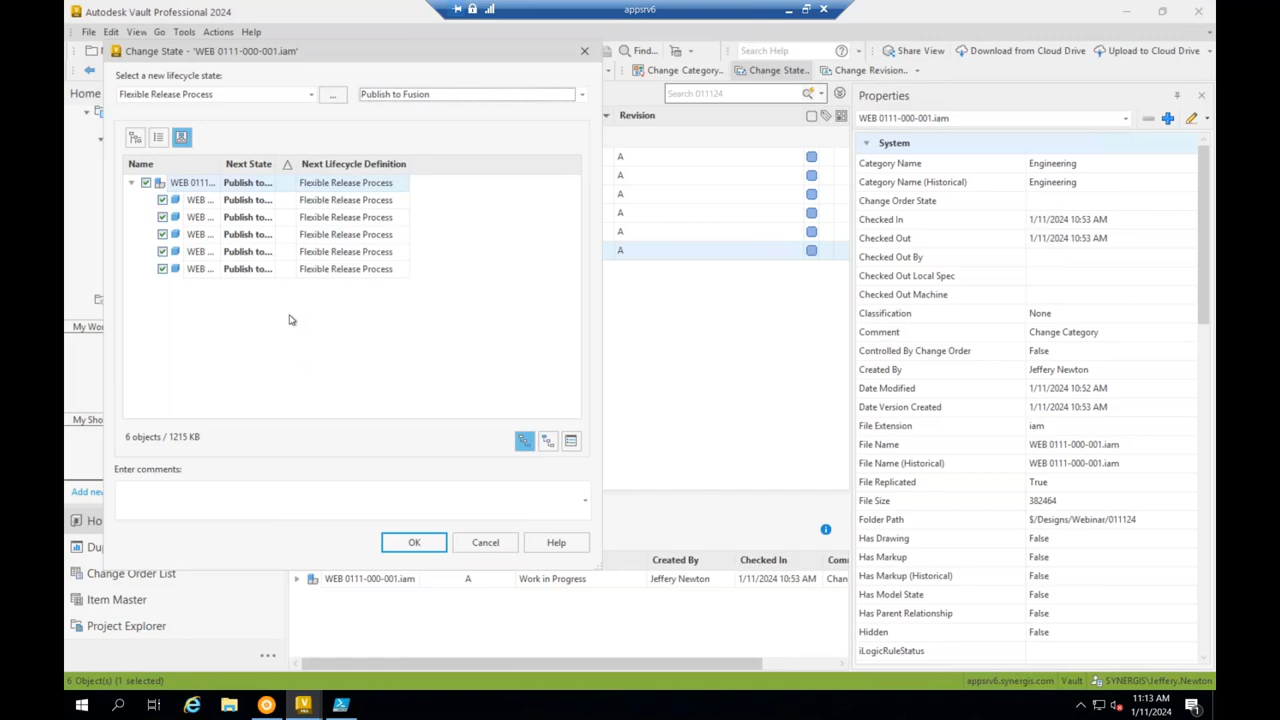 Autodesk Vault Professional 2024
appsrv6
File Edit View Go Tools Actions Help
Change State - 'WEB 0111-000-001.iam'
Find...
Search Help
Share View
Download from Cloud Drive
Upload to Cloud Drive
Select a new lifecycle state:
Change Category..
Change State..
Change Revision..
Flexible Release Process
...
Publish to Fusion
Home
Search 011124
Properties
Revision
WEB 0111-000-001.iam
System
Name Next State Next Lifecycle Definition
WEB 0111... Publish to... Flexible Release Process
WEB ... Publish to... Flexible Release Process
WEB ... Publish to... Flexible Release Process
WEB ... Publish to... Flexible Release Process
WEB ... Publish to... Flexible Release Process
WEB ... Publish to... Flexible Release Process
A
A
A
A
A
A
Category Name Engineering
Category Name (Historical) Engineering
Change Order State
Checked In 1/11/2024 10:53 AM
Checked Out 1/11/2024 10:53 AM
Checked Out By
Checked Out Local Spec
Checked Out Machine
Classification None
Comment Change Category
Controlled By Change Order False
Created By Jeffery Newton
Date Modified 1/11/2024 10:52 AM
Date Version Created 1/11/2024 10:53 AM
File Extension iam
File Name WEB 0111-000-001.iam
File Name (Historical) WEB 0111-000-001.iam
File Replicated True
File Size 382464
Folder Path $/Designs/Webinar/011124
Has Drawing False
Has Markup False
Has Markup (Historical) False
Has Model State False
Has Parent Relationship False
Hidden False
iLogicRuleStatus
My Wo
My Sho
6 objects / 1215 KB
Enter comments:
Add new
OK Cancel Help
Ho
Dup
Change Order List
Item Master
Project Explorer
Created By Checked In Com
WEB 0111-000-001.iam A Work in Progress Jeffery Newton 1/11/2024 10:53 AM Chan
6 Object(s) (1 selected)
appsrv6.synergis.com Vault SYNERGIS\Jeffery.Newton
11:13 AM
1/11/2024
1